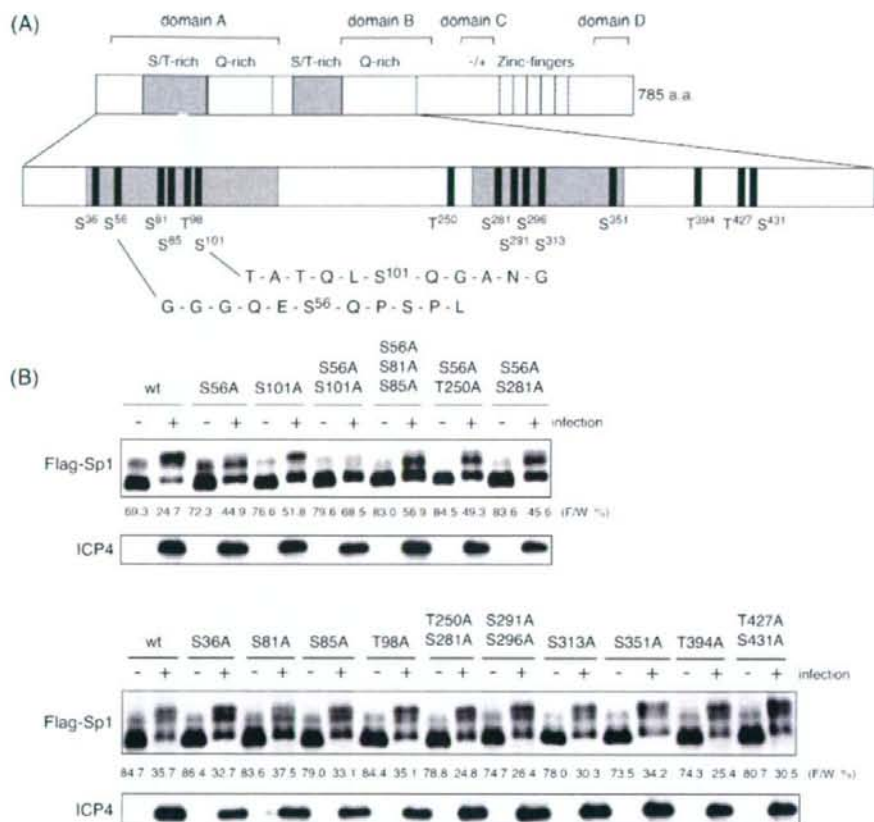 (A)
domain A domain B domain C domain D
S/T-rich Q-rich S/T-rich Q-rich -/+ Zinc-fingers
785 a.a.
S36 S56 S81 T98 T250 S281 S296 S351 T394 T427 S431
S85 S101 S291 S313
T - A - T - Q - L - S101 - Q - G - A - N - G
G - G - G - Q - E - S56 - Q - P - S - P - L
(B)
S56A
S56A S81A S56A S56A
wt S56A S101A S101A S85A T250A S281A
- + - + - + - + - + - + - + infection
Flag-Sp1
69.3 24.7 72.3 44.9 76.6 51.8 79.6 68.5 83.0 56.9 84.5 49.3 83.6 45.6 (F/W %)
ICP4
T250A S291A T427A
wt S36A S81A S85A T98A S281A S296A S313A S351A T394A S431A
- + - + - + - + - + - + - + - + - + - + - + infection
Flag-Sp1
84.7 35.7 86.4 32.7 83.6 37.5 79.0 33.1 84.4 35.1 78.8 24.8 74.7 26.4 78.0 30.3 73.5 34.2 74.3 25.4 80.7 30.5 (F/W %)
ICP4